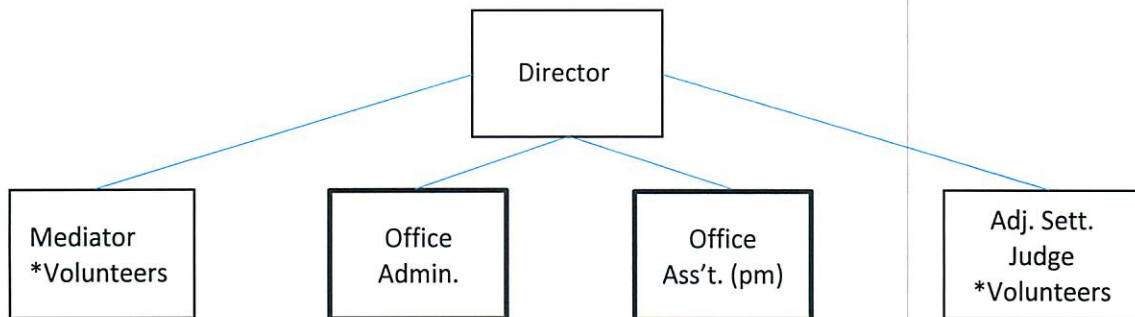 Director
Mediator
*Volunteers
Office
Admin.
Office
Ass't. (pm)
Adj. Sett.
Judge
*Volunteers